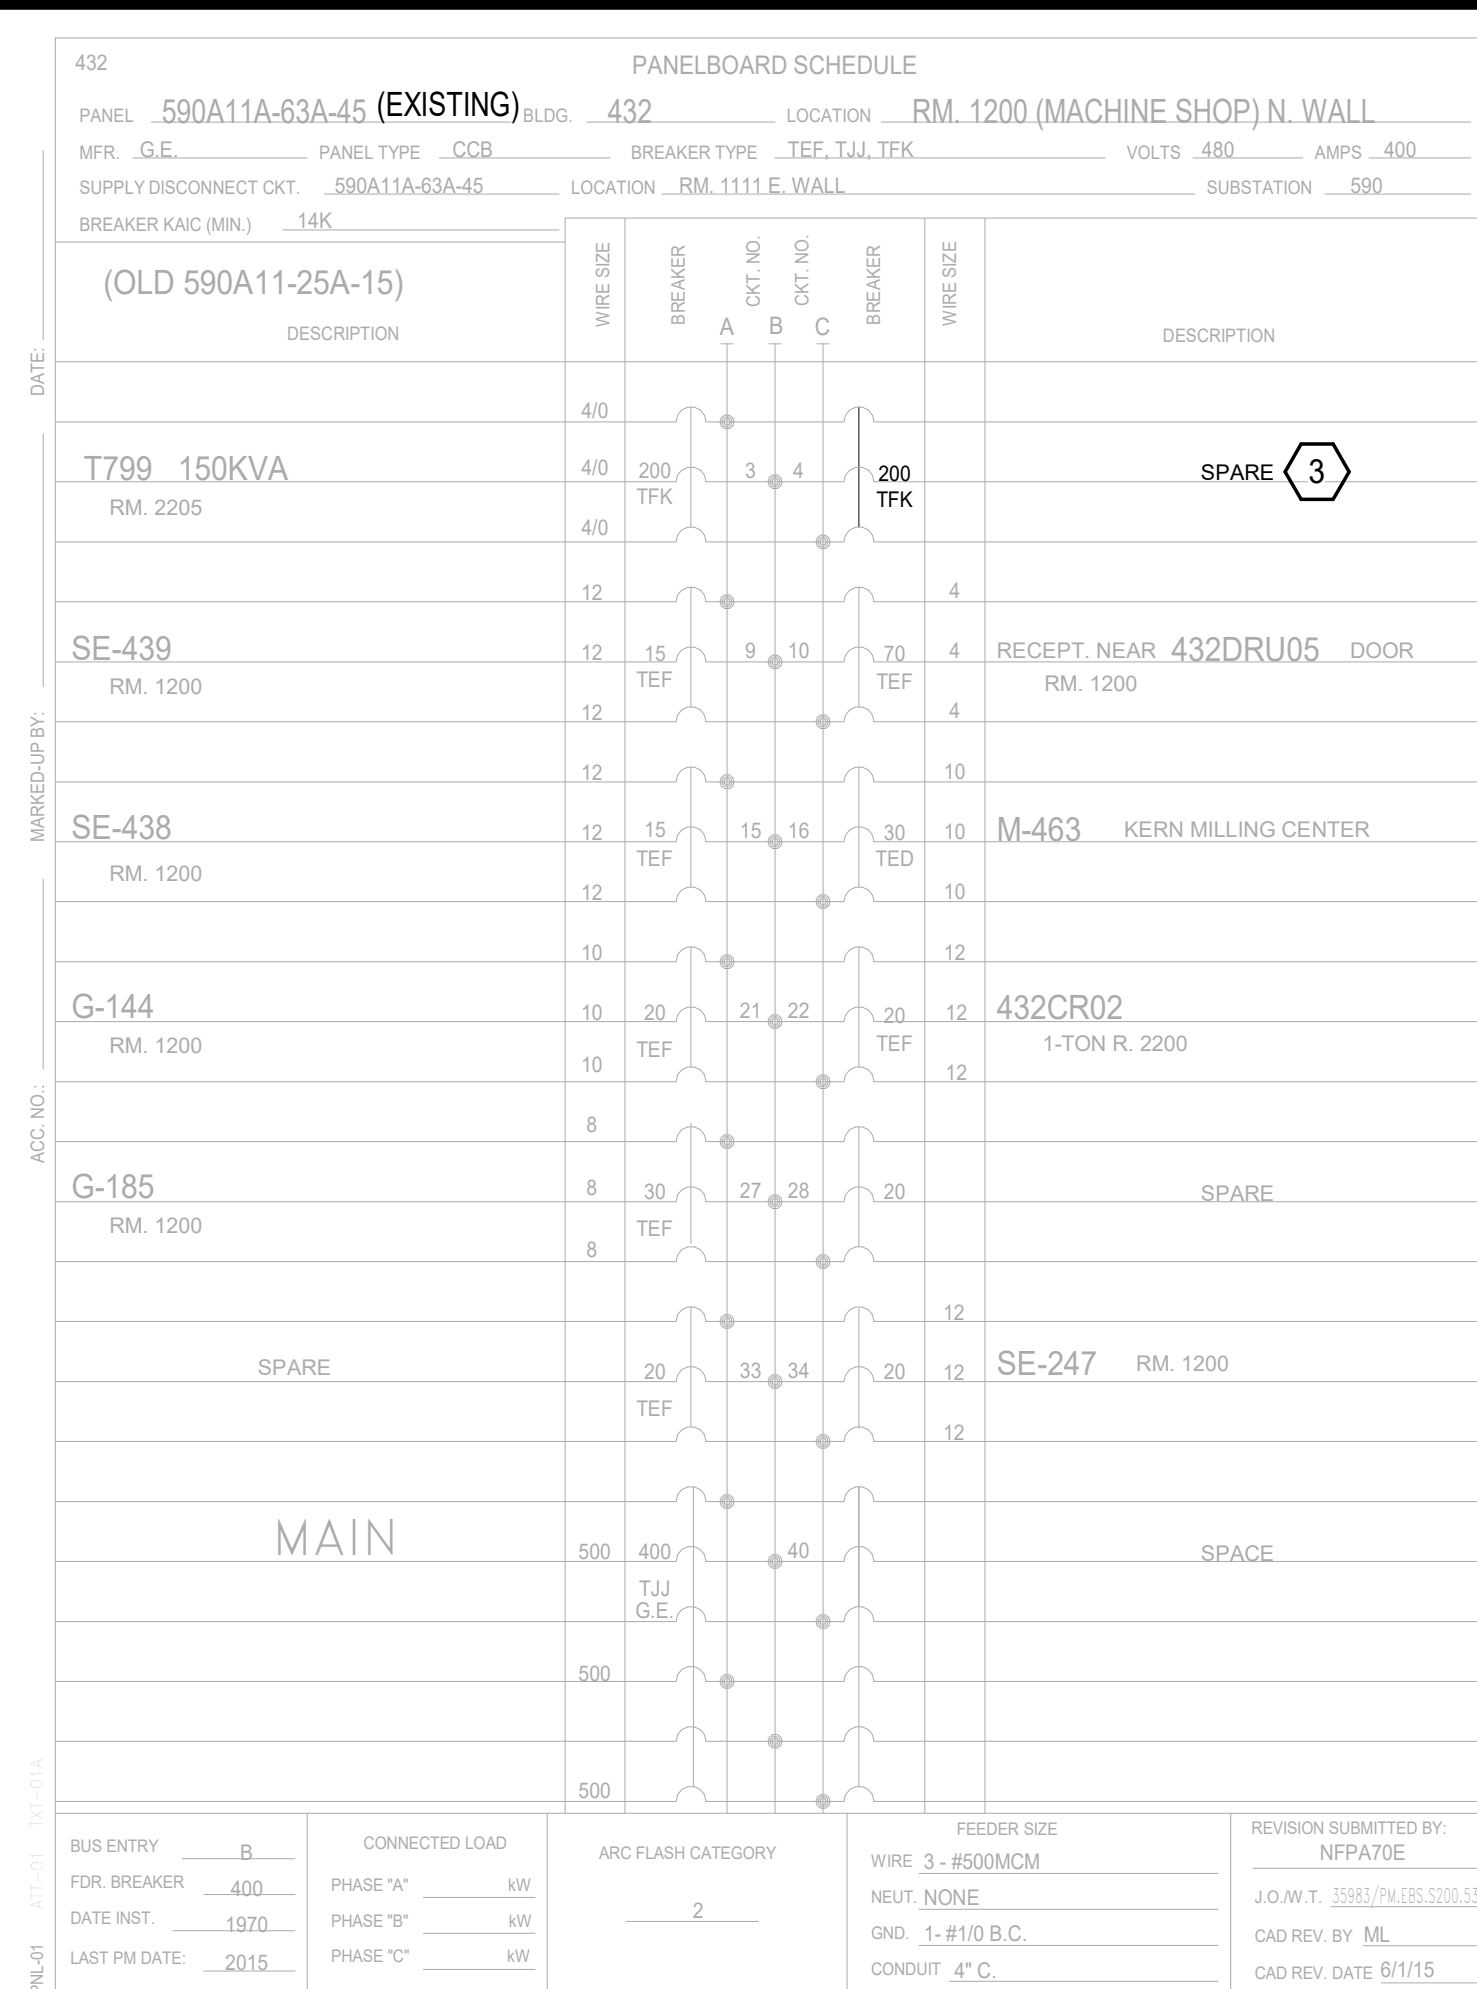 432 PANELBOARD SCHEDULE
PANEL 590A11A-63A-45 (EXISTING) BLDG. 432 LOCATION RM. 1200 (MACHINE SHOP) N. WALL
MFR. G.E. PANEL TYPE CCB BREAKER TYPE TEF, TJJ, TFK VOLTS 480 AMPS 400
SUPPLY DISCONNECT CKT. 590A11A-63A-45 LOCATION RM. 1111 E. WALL SUBSTATION 590
BREAKER KAIC (MIN.) 14K
(OLD 590A11-25A-15)
DESCRIPTION
WIRE SIZE
BREAKER
CKT. NO.
CKT. NO.
BREAKER
WIRE SIZE
A B C
DESCRIPTION
4/0
T799 150KVA 4/0 200 3 4 200 SPARE 3
RM. 2205 TFK TFK
4/0
12 4
SE-439 12 15 9 10 70 4 RECEPT. NEAR 432DRU05 DOOR
RM. 1200 TEF TEF RM. 1200
12 4
12 10
SE-438 12 15 15 16 30 10 M-463 KERN MILLING CENTER
RM. 1200 TEF TED
12 10
10 12
G-144 10 20 21 22 20 12 432CR02
RM. 1200 TEF TEF 1-TON R. 2200
10 12
8
G-185 8 30 27 28 20 SPARE
RM. 1200 TEF
8
12
SPARE 20 33 34 20 12 SE-247 RM. 1200
TEF
12
MAIN 500 400 40 SPACE
TJJ
G.E.
500
500
DATE:
MARKED-UP BY:
ACC. NO.:
ATT-01 TXT-01A
PNL-01
BUS ENTRY B
FDR. BREAKER 400
DATE INST. 1970
LAST PM DATE: 2015
CONNECTED LOAD
PHASE "A" kW
PHASE "B" kW
PHASE "C" kW
ARC FLASH CATEGORY
2
FEEDER SIZE
WIRE 3 - #500MCM
NEUT. NONE
GND. 1- #1/0 B.C.
CONDUIT 4" C.
REVISION SUBMITTED BY:
NFPA70E
J.O./W.T. 35983/PM.EBS.S200.53
CAD REV. BY ML
CAD REV. DATE 6/1/15